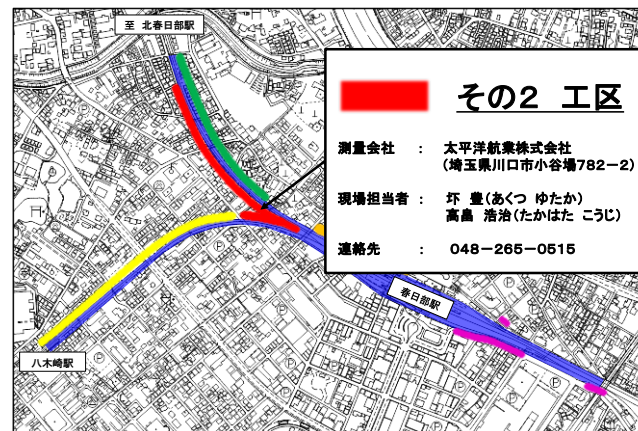 至 北春日部駅
その2 工区
測量会社 : 太平洋航業株式会社
(埼玉県川口市小谷場782-2)
現場担当者 : 圷 豊(あくつ ゆたか)
高畠 浩治(たかはた こうじ)
連絡先 : 048-265-0515
春日部駅
八木崎駅